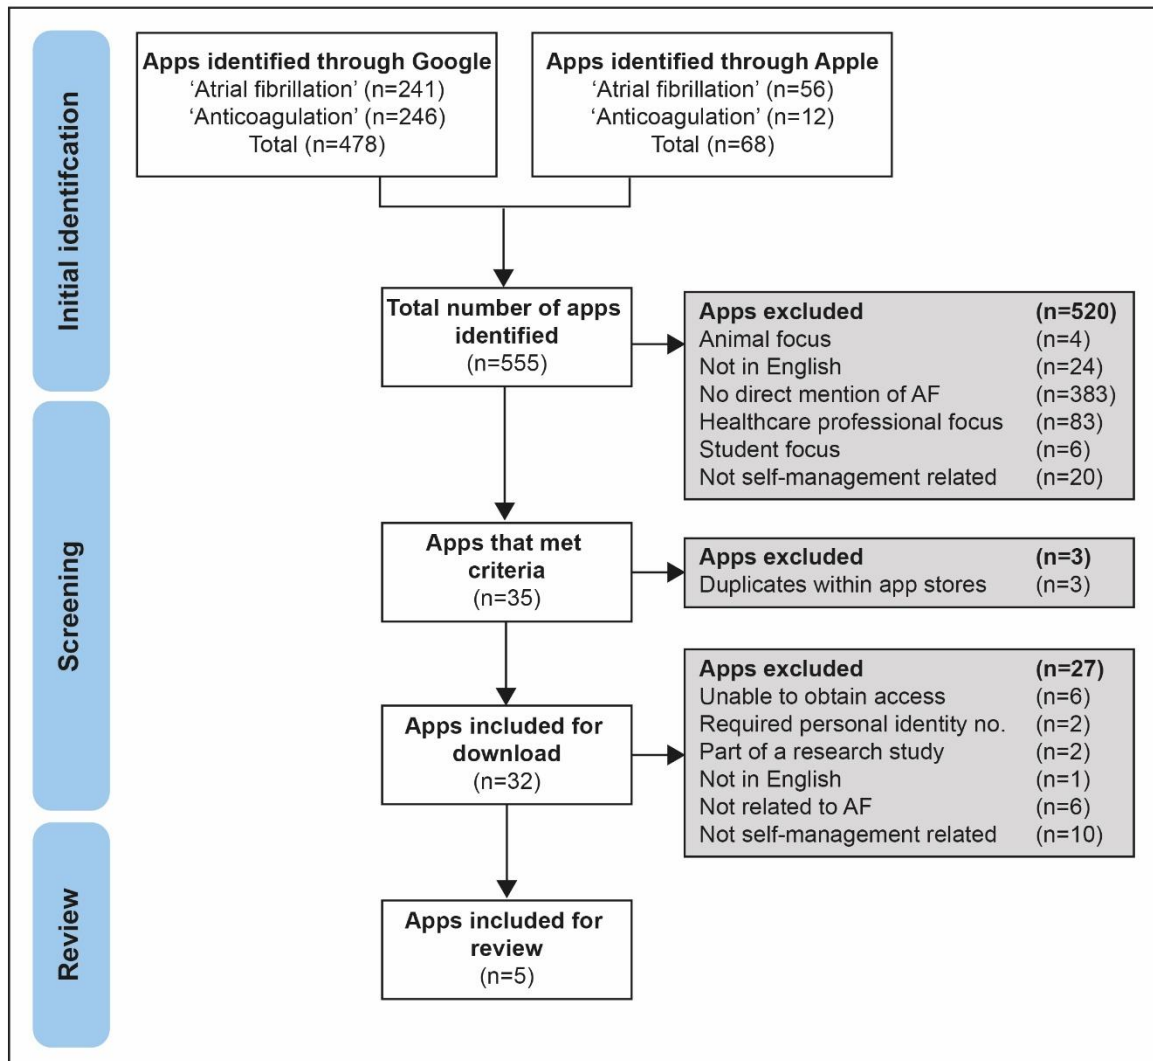 Initial identifcation
Apps identified through Google
‘Atrial fibrillation’ (n=241)
‘Anticoagulation’ (n=246)
Total (n=478)
Apps identified through Apple
‘Atrial fibrillation’ (n=56)
‘Anticoagulation’ (n=12)
Total (n=68)
Total number of apps
identified
(n=555)
Apps excluded (n=520)
Animal focus (n=4)
Not in English (n=24)
No direct mention of AF (n=383)
Healthcare professional focus (n=83)
Student focus (n=6)
Not self-management related (n=20)
Screening
Apps that met
criteria
(n=35)
Apps excluded (n=3)
Duplicates within app stores (n=3)
Apps included for
download
(n=32)
Apps excluded (n=27)
Unable to obtain access (n=6)
Required personal identity no. (n=2)
Part of a research study (n=2)
Not in English (n=1)
Not related to AF (n=6)
Not self-management related (n=10)
Review
Apps included for
review
(n=5)